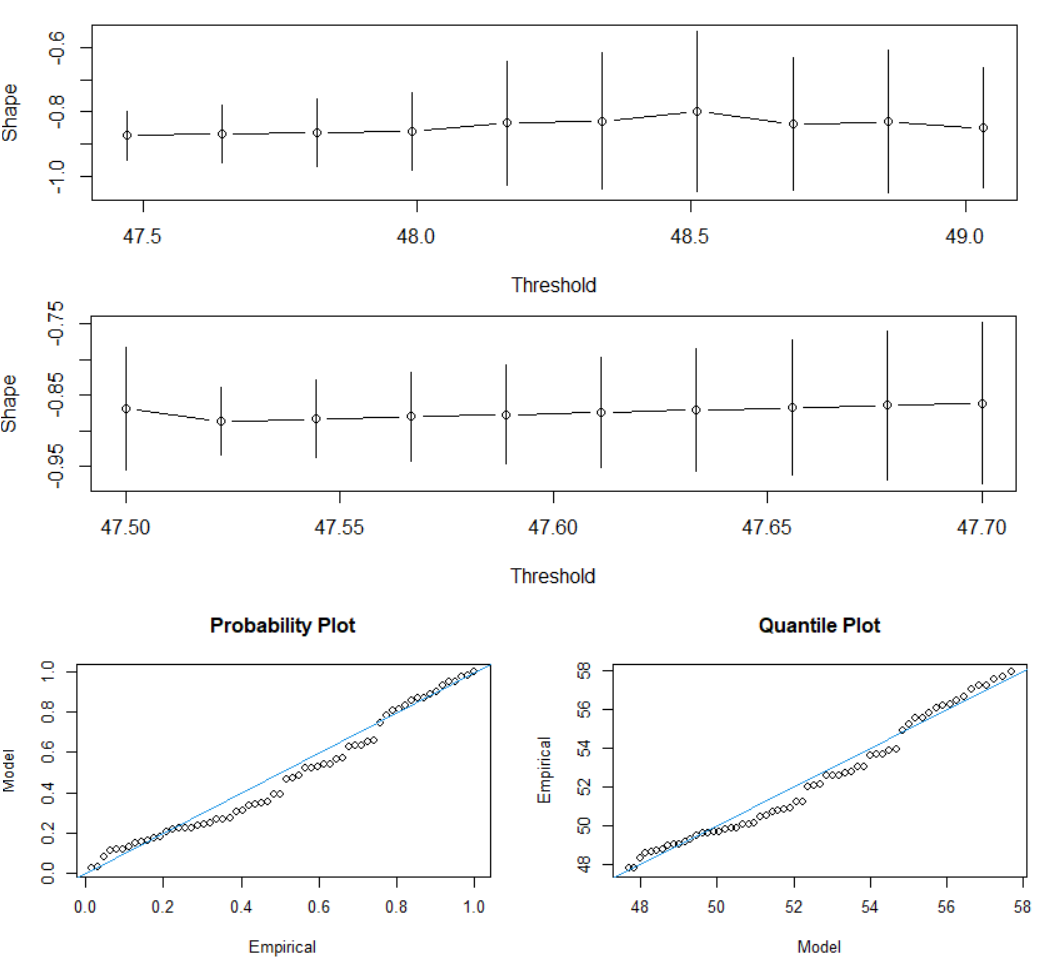 Shape
-0.6
-0.8
-1.0
47.5 48.0 48.5 49.0
Threshold
Shape
-0.75
-0.85
-0.95
47.50 47.55 47.60 47.65 47.70
Threshold
Probability Plot
Model
1.0
0.8
0.6
0.4
0.2
0.0
0.0 0.2 0.4 0.6 0.8 1.0
Empirical
Quantile Plot
Empirical
58
56
54
52
50
48
48 50 52 54 56 58
Model